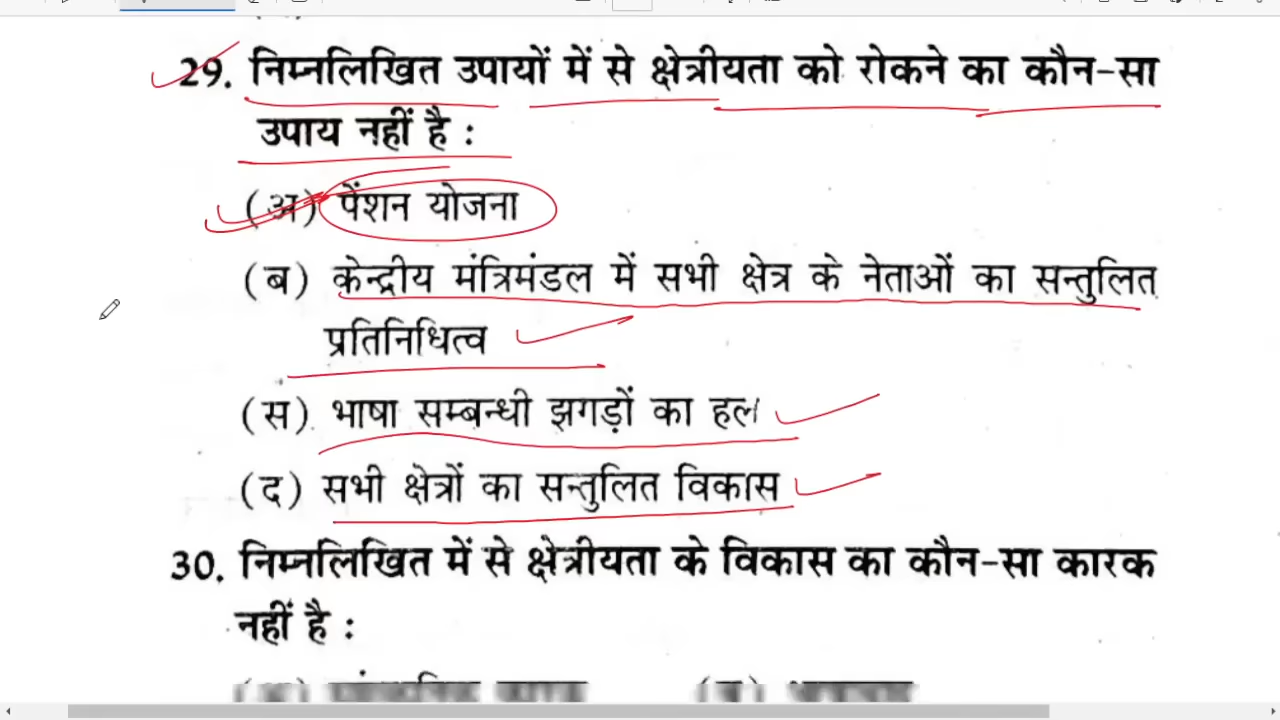 29. निम्नलिखित उपायों में से क्षेत्रीयता को रोकने का कौन-सा
उपाय नहीं है :
(अ) पेंशन योजना
(ब) केन्द्रीय मंत्रिमंडल में सभी क्षेत्र के नेताओं का सन्तुलित
प्रतिनिधित्व
(स) भाषा सम्बन्धी झगड़ों का हल
(द) सभी क्षेत्रों का सन्तुलित विकास
30. निम्नलिखित में से क्षेत्रीयता के विकास का कौन-सा कारक
नहीं है :